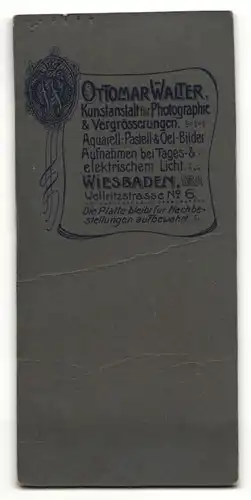 OTTOMAR WALTER,
Kunstanstalt für Photographie
& Vergrösserungen.
Aquarell- Pastell & Oel-Bilder
Aufnahmen bei Tages- &
elektrischem Licht.
WIESBADEN,
Wellritzstrasse No 6.
Die Platte bleibt für Nachbe-
stellungen aufbewahrt